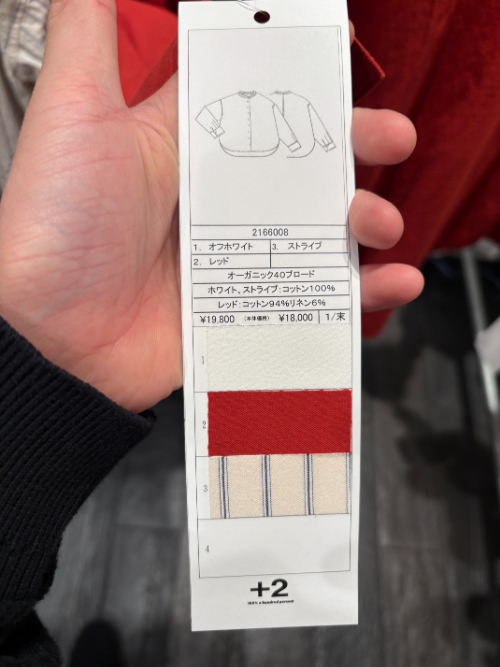 2166008
1. オフホワイト 3. ストライプ
2. レッド
オーガニック40ブロード
ホワイト、ストライプ:コットン100%
レッド:コットン94%リネン6%
¥19,800 (本体価格) ¥18,000 1/末
1
2
3
4
+2
100% a hundred percent